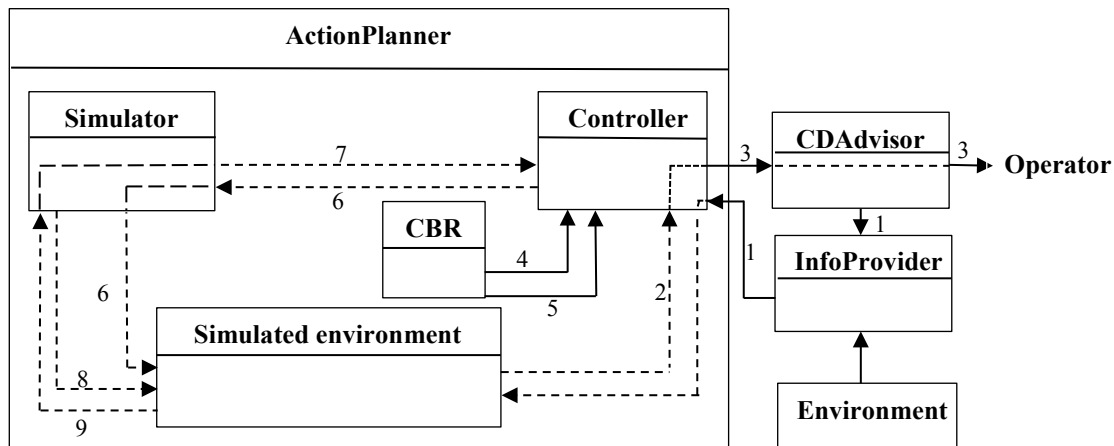 ActionPlanner
Simulator
Controller
CDAdvisor
7
3
3
Operator
6
CBR
1
4
1
InfoProvider
6
5
2
Simulated environment
8
9
Environment